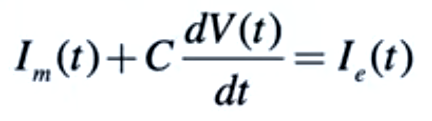 I_m(t) + C dV(t)/dt = I_e(t)